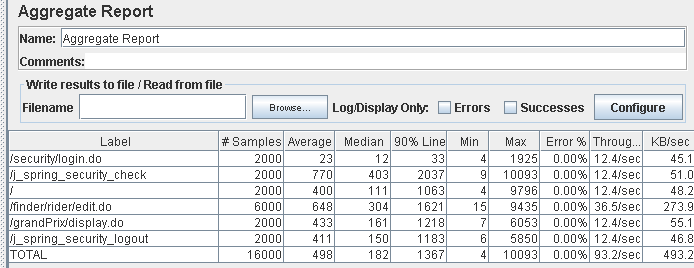 Aggregate Report
Name: Aggregate Report
Comments:
Write results to file / Read from file
Filename Browse... Log/Display Only: Errors Successes Configure
Label # Samples Average Median 90% Line Min Max Error % Throug... KB/sec
/security/login.do 2000 23 12 33 4 1925 0.00% 12.4/sec 45.1
/j_spring_security_check 2000 770 403 2037 9 10093 0.00% 12.4/sec 51.0
/ 2000 400 111 1063 4 9796 0.00% 12.4/sec 48.2
/finder/rider/edit.do 6000 648 304 1621 15 9435 0.00% 36.5/sec 273.9
/grandPrix/display.do 2000 433 161 1218 7 6053 0.00% 12.4/sec 55.1
/j_spring_security_logout 2000 411 150 1183 6 5850 0.00% 12.4/sec 46.8
TOTAL 16000 498 182 1367 4 10093 0.00% 93.2/sec 493.2